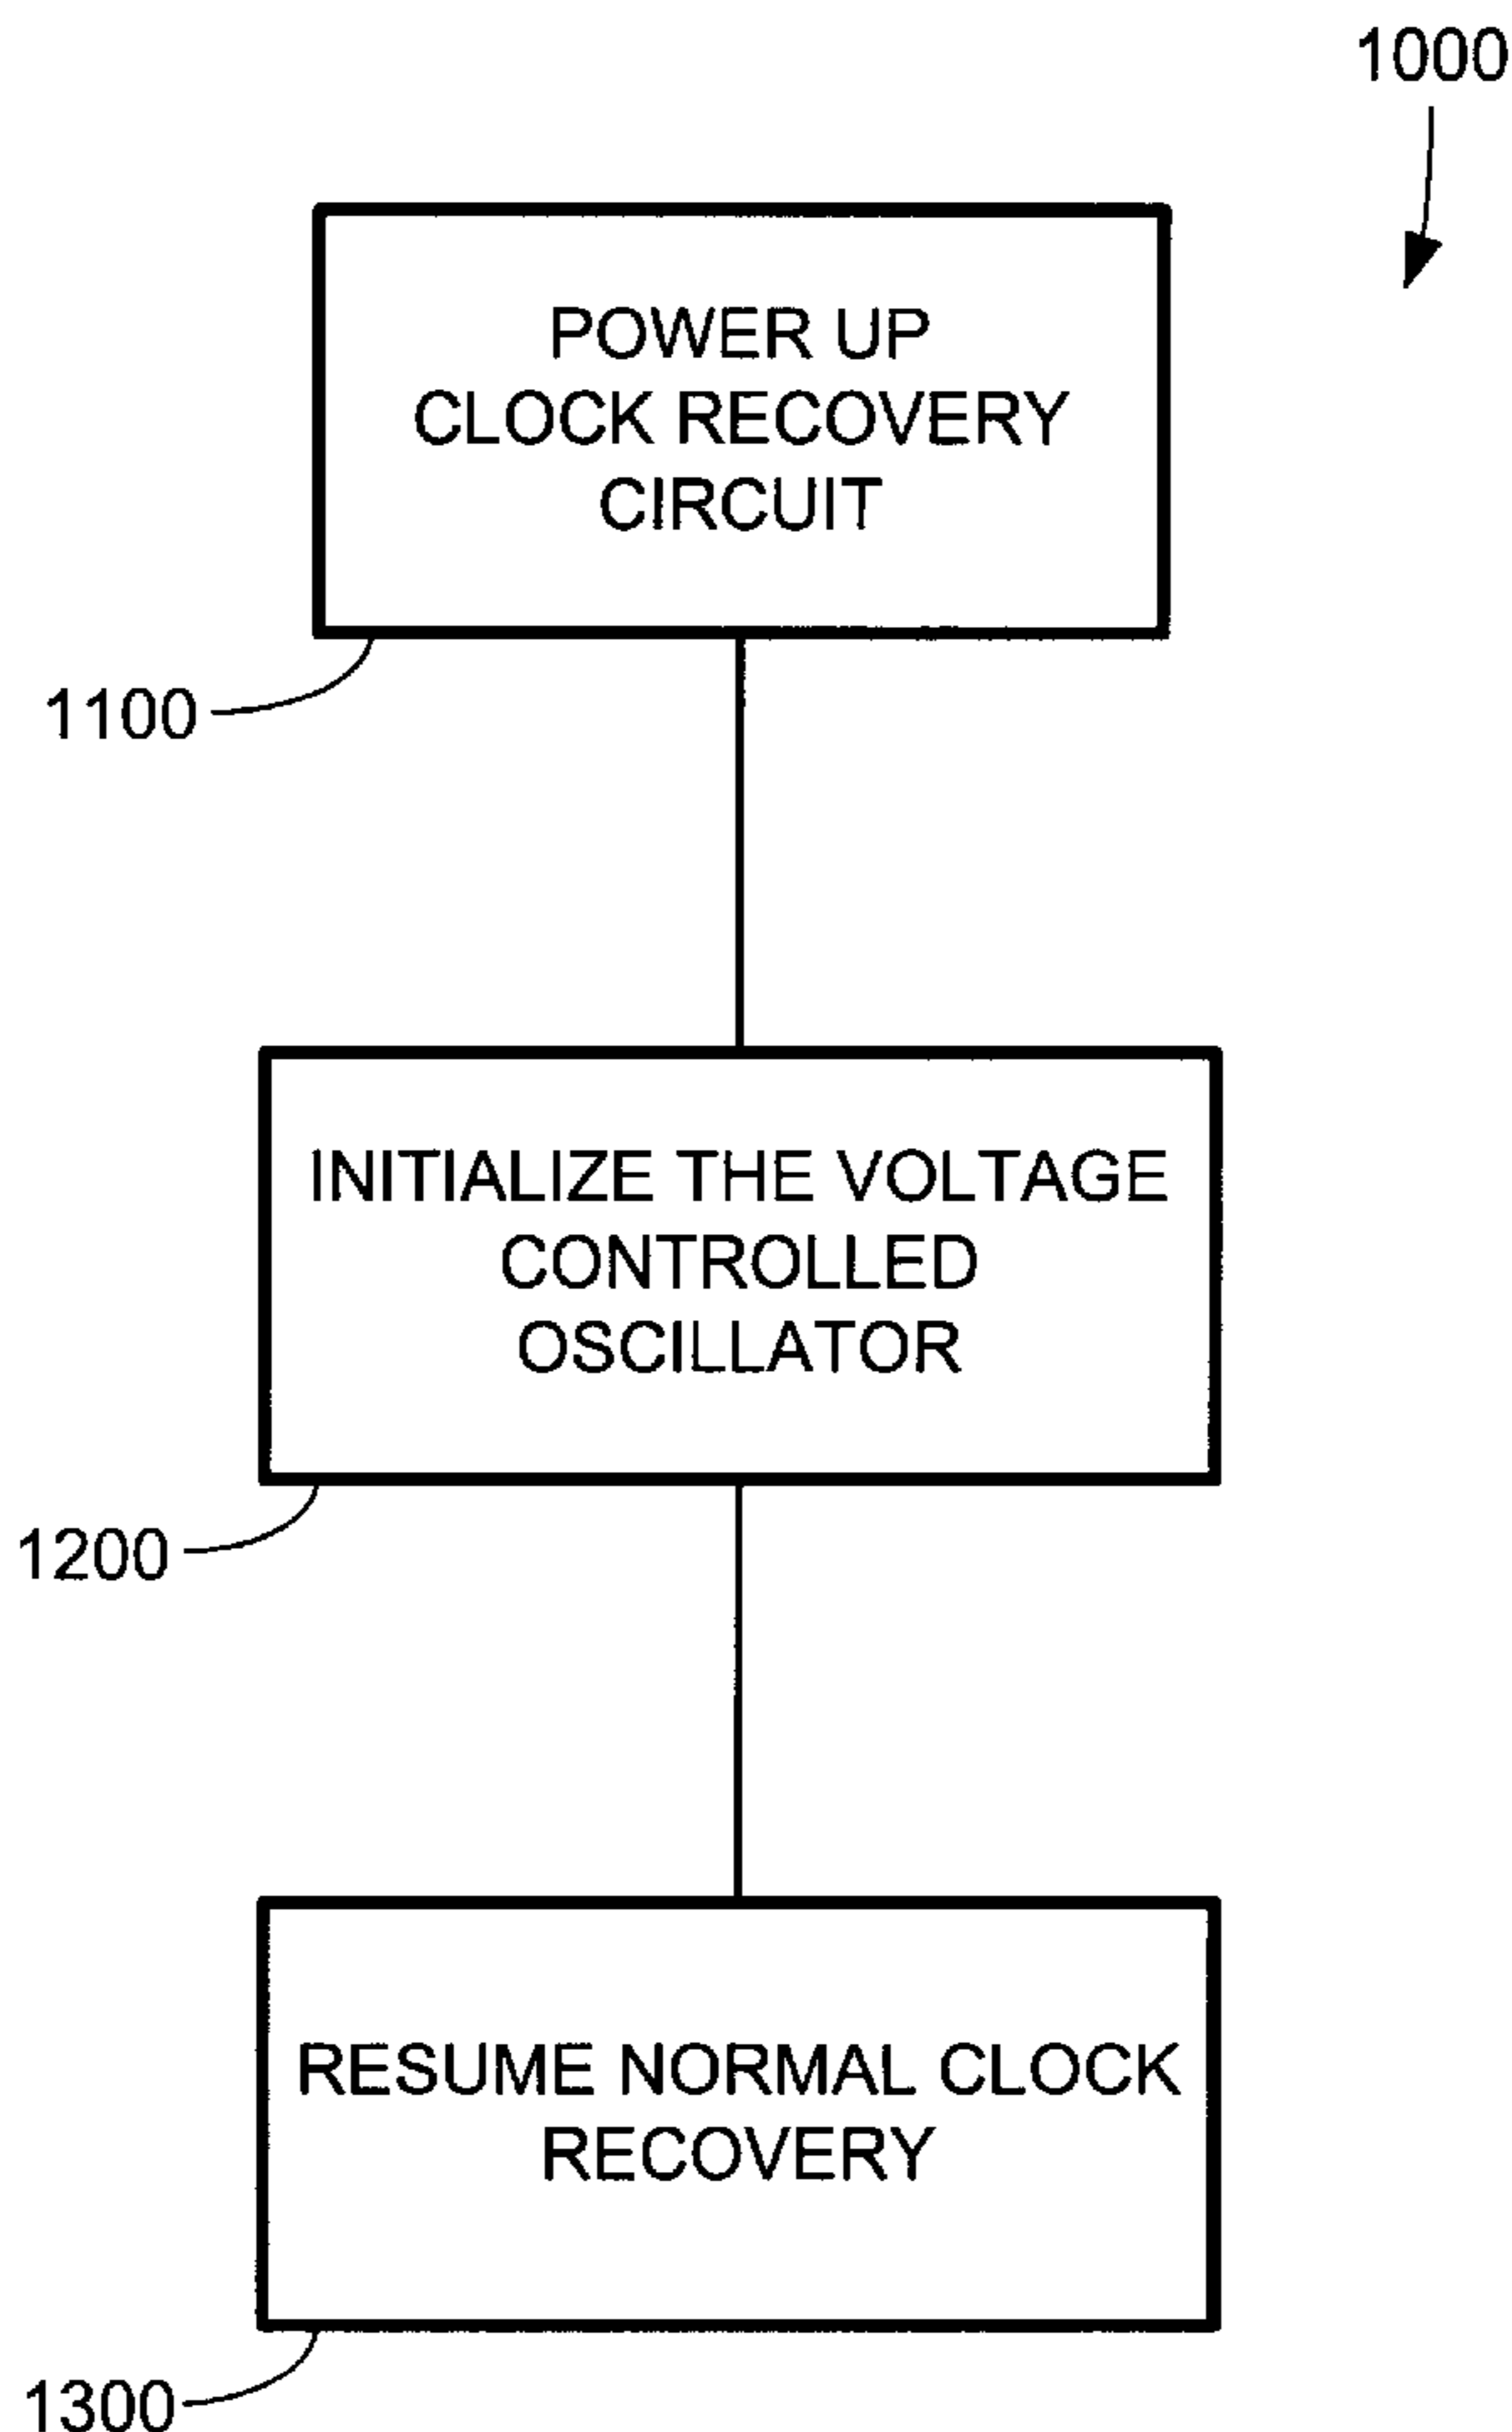 1000
POWER UP
CLOCK RECOVERY
CIRCUIT
1100
INITIALIZE THE VOLTAGE
CONTROLLED
OSCILLATOR
1200
RESUME NORMAL CLOCK
RECOVERY
1300